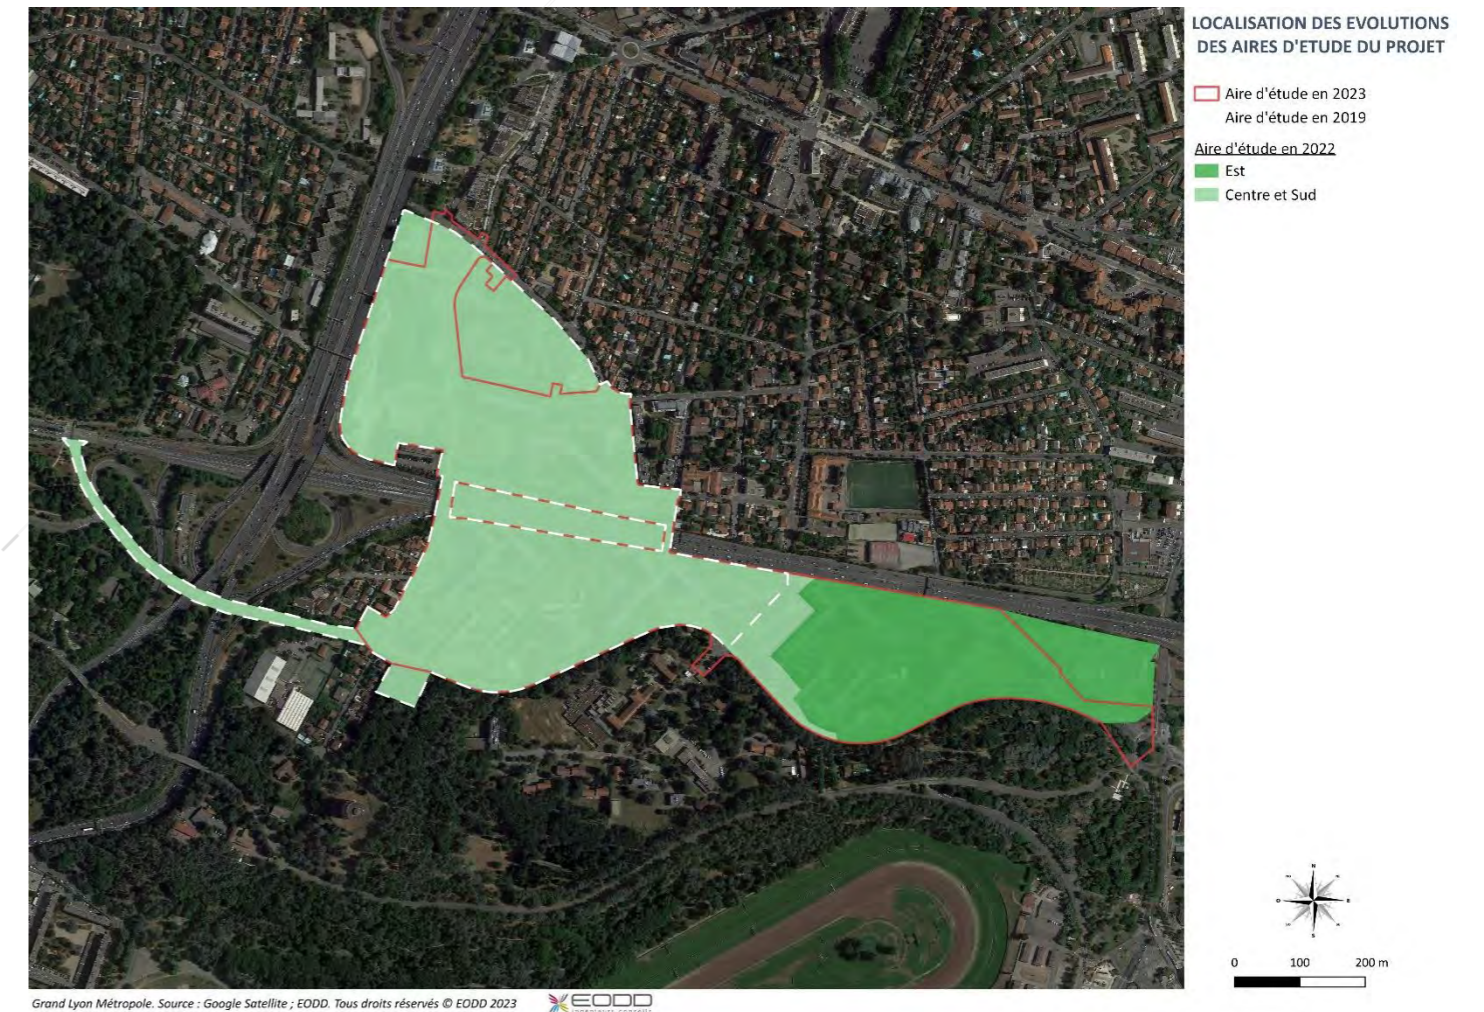 LOCALISATION DES EVOLUTIONS
DES AIRES D'ETUDE DU PROJET
Aire d'étude en 2023
Aire d'étude en 2019
Aire d'étude en 2022
Est
Centre et Sud
N
O
E
S
0 100 200 m
Grand Lyon Métropole. Source : Google Satellite ; EODD. Tous droits réservés © EODD 2023
EODD
ingénieurs conseils